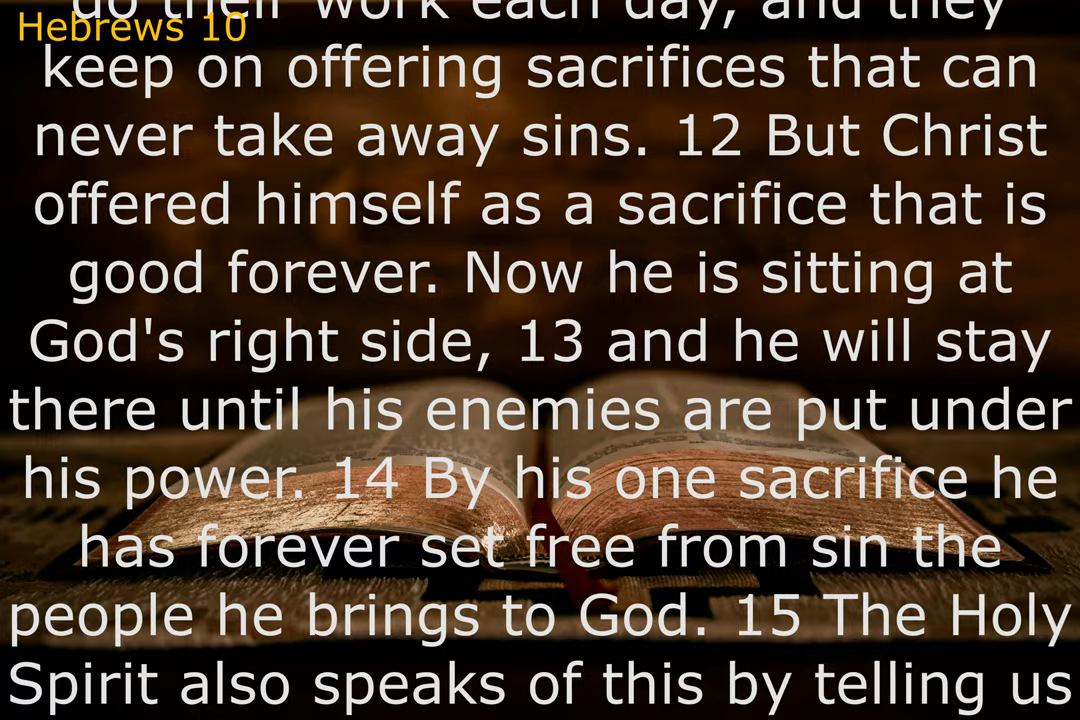 do their work each day, and they
Hebrews 10
keep on offering sacrifices that can
never take away sins. 12 But Christ
offered himself as a sacrifice that is
good forever. Now he is sitting at
God's right side, 13 and he will stay
there until his enemies are put under
his power. 14 By his one sacrifice he
has forever set free from sin the
people he brings to God. 15 The Holy
Spirit also speaks of this by telling us